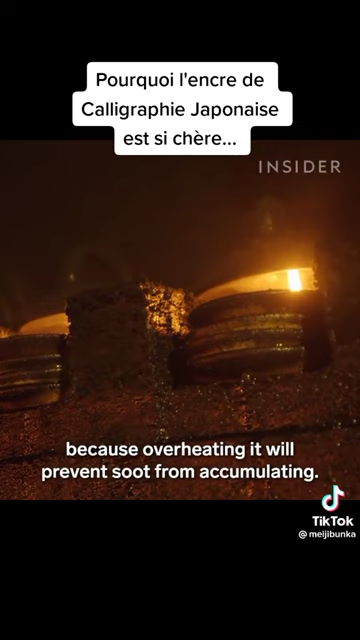 Pourquoi l'encre de
Calligraphie Japonaise
est si chère...
INSIDER
because overheating it will
prevent soot from accumulating.
TikTok
@ meijibunka